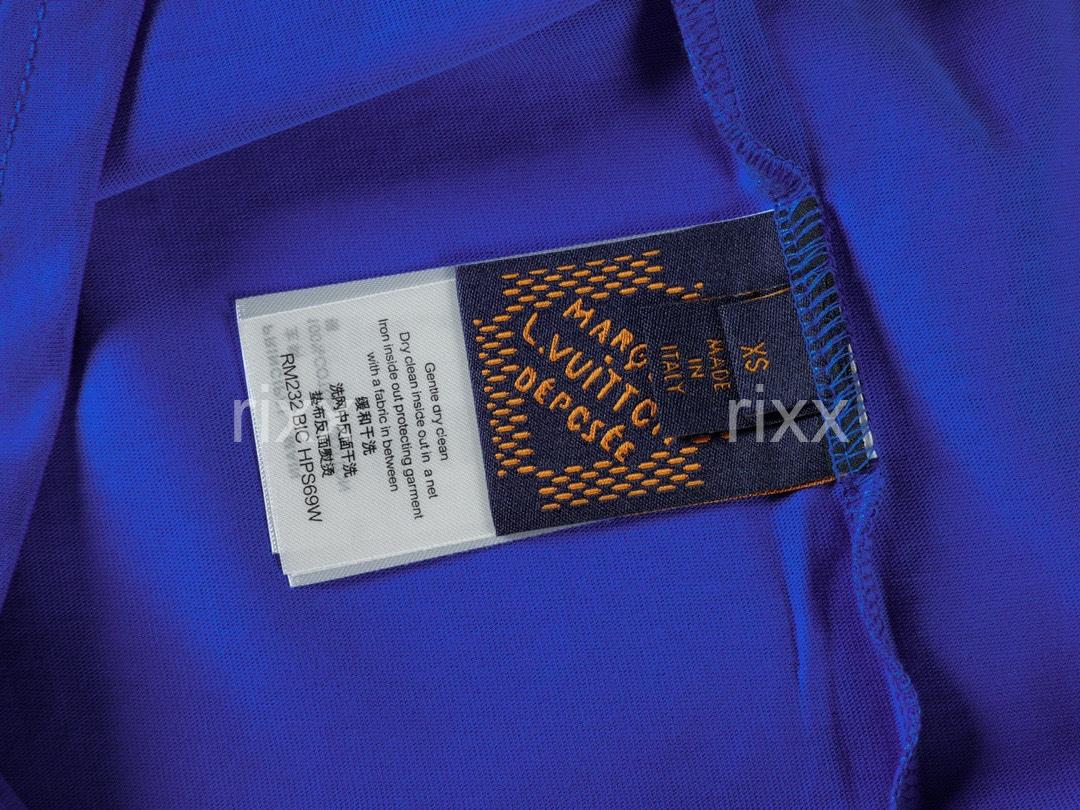 Gentle dry clean
Dry clean inside out in a net
Iron inside out protecting garment
with a fabric in between
缓和干洗
洗网中反面干洗
垫布反面熨烫
RM232 BIC HPS69W
MARQ
L.VUITTO
DÉPOSÉE
MADE
IN
ITALY
XS
rixx
rixx